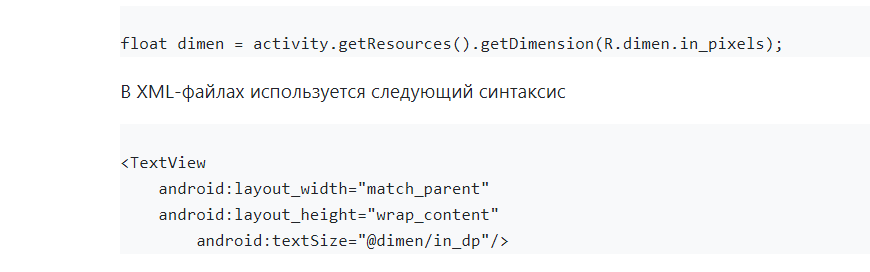 float dimen = activity.getResources().getDimension(R.dimen.in_pixels);
В XML-файлах используется следующий синтаксис
<TextView
    android:layout_width="match_parent"
    android:layout_height="wrap_content"
        android:textSize="@dimen/in_dp"/>